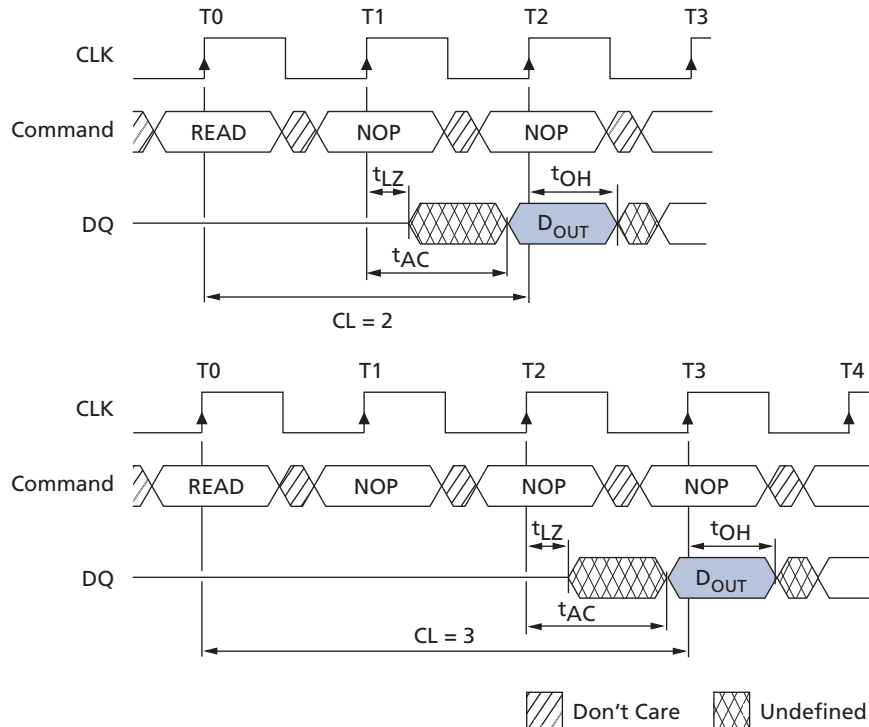 T0 T1 T2 T3
CLK
Command READ NOP NOP
tLZ tOH
DQ DOUT
tAC
CL = 2
T0 T1 T2 T3 T4
CLK
Command READ NOP NOP NOP
tLZ tOH
DQ DOUT
tAC
CL = 3
Don't Care Undefined